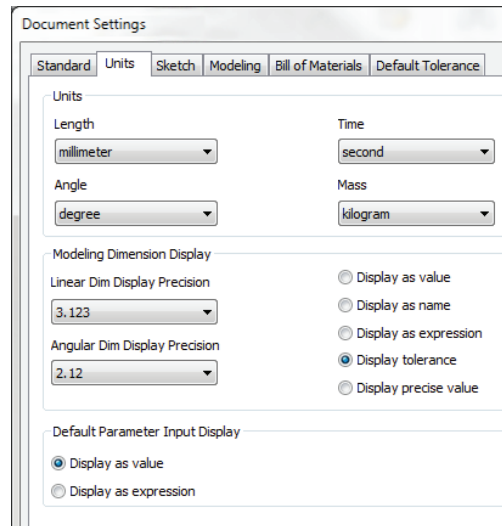 Document Settings
Standard Units Sketch Modeling Bill of Materials Default Tolerance
Units
Length Time
millimeter second
Angle Mass
degree kilogram
Modeling Dimension Display
Linear Dim Display Precision
3.123
Angular Dim Display Precision
2.12
Display as value
Display as name
Display as expression
Display tolerance
Display precise value
Default Parameter Input Display
Display as value
Display as expression